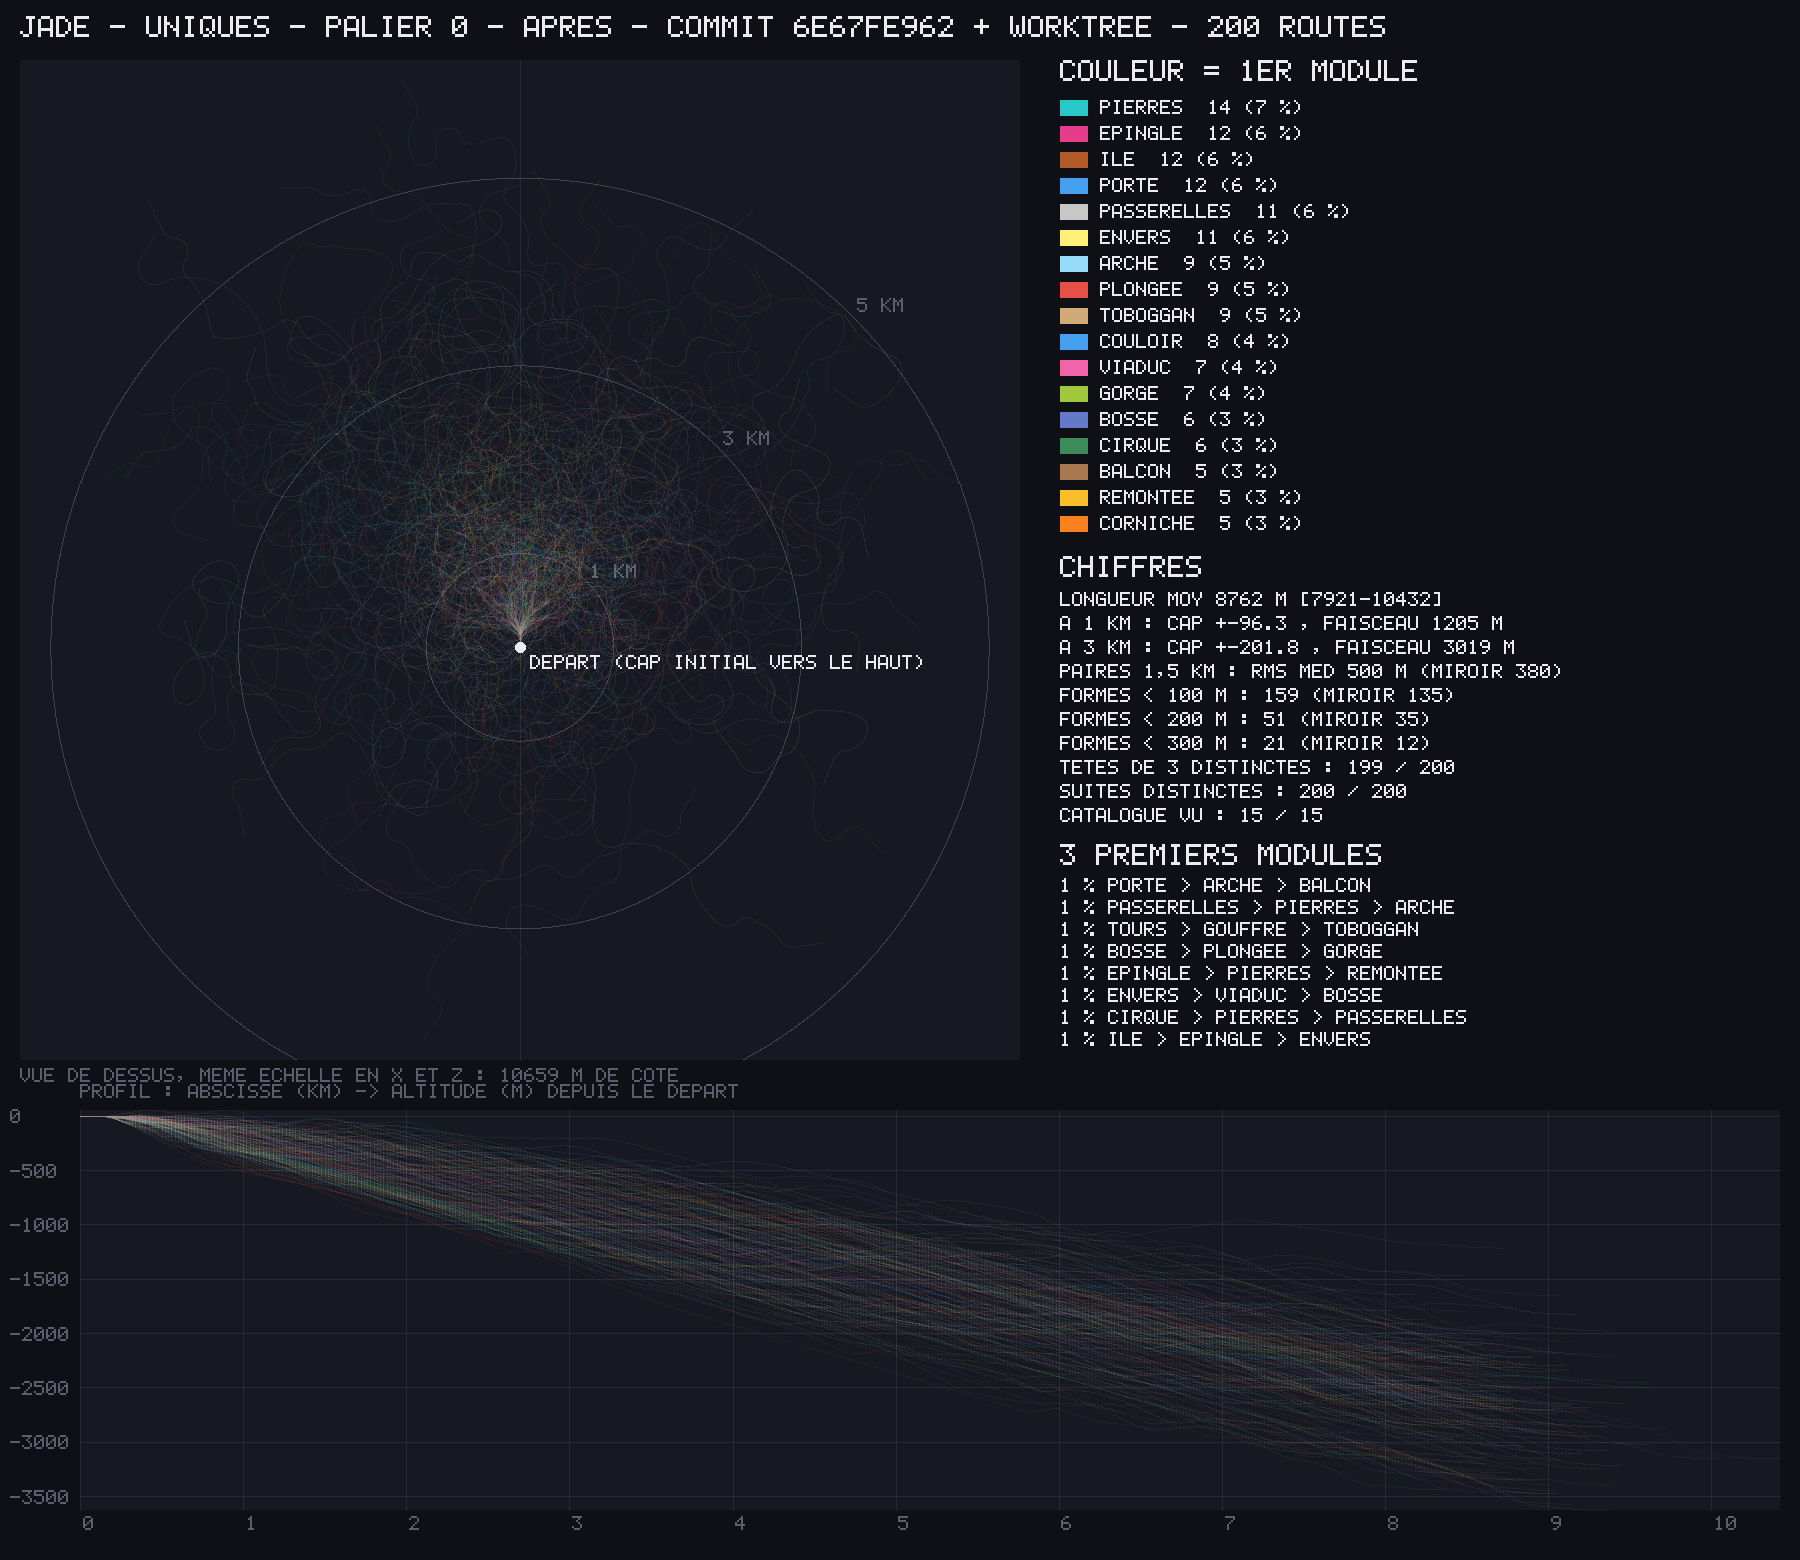 JADE - UNIQUES - PALIER 0 - APRES - COMMIT 6E67FE962 + WORKTREE - 200 ROUTES
5 KM
3 KM
1 KM
DEPART (CAP INITIAL VERS LE HAUT)
COULEUR = 1ER MODULE
PIERRES 14 (7 %)
EPINGLE 12 (6 %)
ILE 12 (6 %)
PORTE 12 (6 %)
PASSERELLES 11 (6 %)
ENVERS 11 (6 %)
ARCHE 9 (5 %)
PLONGEE 9 (5 %)
TOBOGGAN 9 (5 %)
COULOIR 8 (4 %)
VIADUC 7 (4 %)
GORGE 7 (4 %)
BOSSE 6 (3 %)
CIRQUE 6 (3 %)
BALCON 5 (3 %)
REMONTEE 5 (3 %)
CORNICHE 5 (3 %)
CHIFFRES
LONGUEUR MOY 8762 M [7921-10432]
A 1 KM : CAP +-96.3 , FAISCEAU 1205 M
A 3 KM : CAP +-201.8 , FAISCEAU 3019 M
PAIRES 1,5 KM : RMS MED 500 M (MIROIR 380)
FORMES < 100 M : 159 (MIROIR 135)
FORMES < 200 M : 51 (MIROIR 35)
FORMES < 300 M : 21 (MIROIR 12)
TETES DE 3 DISTINCTES : 199 / 200
SUITES DISTINCTES : 200 / 200
CATALOGUE VU : 15 / 15
3 PREMIERS MODULES
1 % PORTE > ARCHE > BALCON
1 % PASSERELLES > PIERRES > ARCHE
1 % TOURS > GOUFFRE > TOBOGGAN
1 % BOSSE > PLONGEE > GORGE
1 % EPINGLE > PIERRES > REMONTEE
1 % ENVERS > VIADUC > BOSSE
1 % CIRQUE > PIERRES > PASSERELLES
1 % ILE > EPINGLE > ENVERS
VUE DE DESSUS, MEME ECHELLE EN X ET Z : 10659 M DE COTE
PROFIL : ABSCISSE (KM) -> ALTITUDE (M) DEPUIS LE DEPART
0
-500
-1000
-1500
-2000
-2500
-3000
-3500
0 1 2 3 4 5 6 7 8 9 10